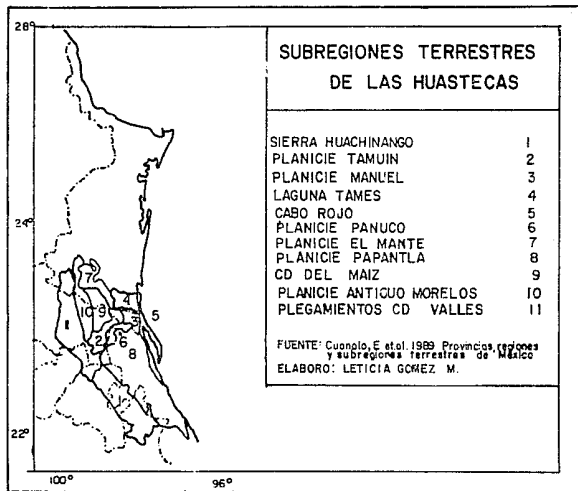 28°
24°
22°
100°
96°
7
4
10 9
3
5
1
2
6
8
SUBREGIONES TERRESTRES
DE LAS HUASTECAS
SIERRA HUACHINANGO 1
PLANICIE TAMUIN 2
PLANICIE MANUEL 3
LAGUNA TAMES 4
CABO ROJO 5
PLANICIE PANUCO 6
PLANICIE EL MANTE 7
PLANICIE PAPANTLA 8
CD DEL MAIZ 9
PLANICIE ANTIGUO MORELOS 10
PLEGAMIENTOS CD VALLES 11
FUENTE: Cuanalo, E et.al. 1989 Provincias, regiones
y subregiones terrestres de México
ELABORO: LETICIA GOMEZ M.